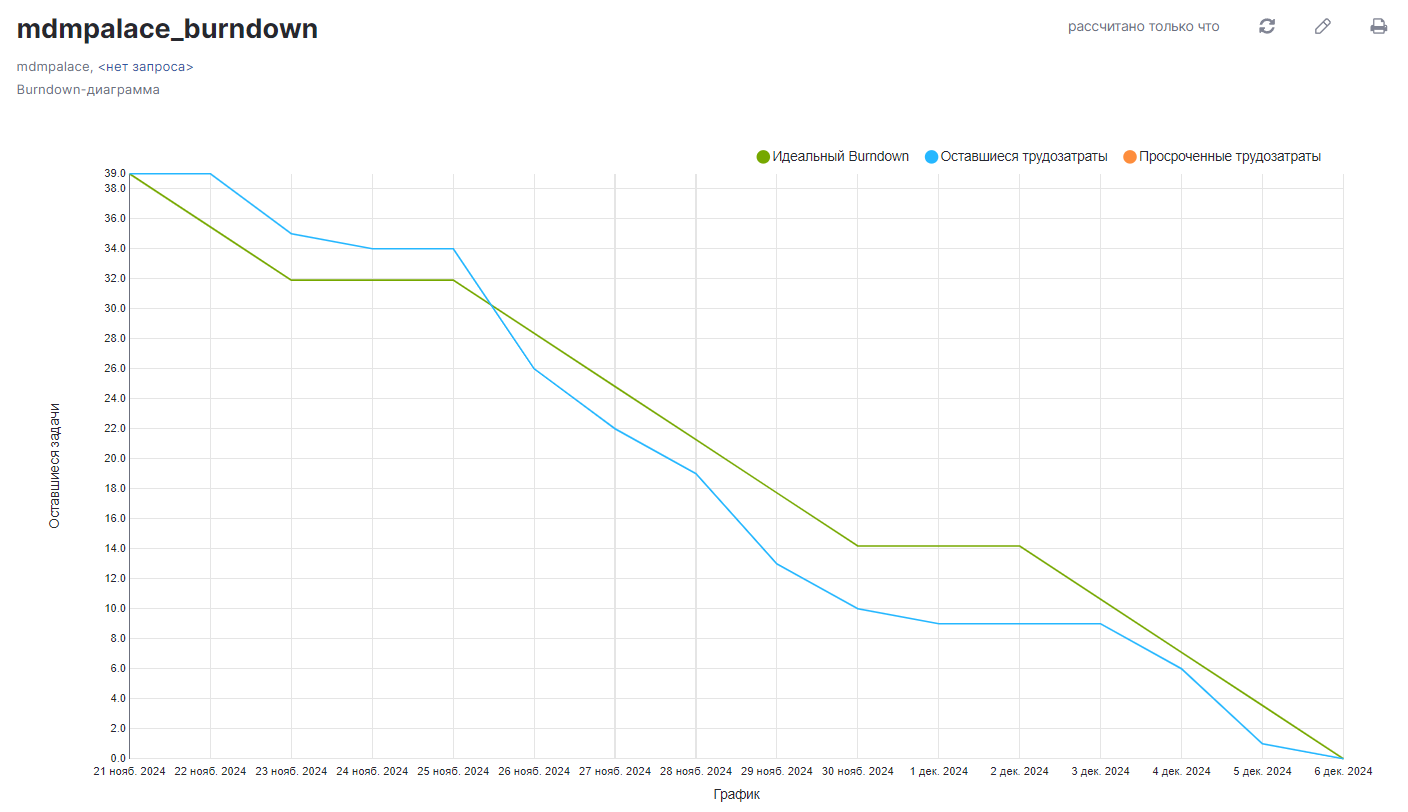 mdmpalace_burndown
рассчитано только что
mdmpalace, <нет запроса>
Burndown-диаграмма
Идеальный Burndown
Оставшиеся трудозатраты
Просроченные трудозатраты
39.0
38.0
36.0
34.0
32.0
30.0
28.0
26.0
24.0
22.0
20.0
18.0
16.0
14.0
12.0
10.0
8.0
6.0
4.0
2.0
0.0
Оставшиеся задачи
21 нояб. 2024
22 нояб. 2024
23 нояб. 2024
24 нояб. 2024
25 нояб. 2024
26 нояб. 2024
27 нояб. 2024
28 нояб. 2024
29 нояб. 2024
30 нояб. 2024
1 дек. 2024
2 дек. 2024
3 дек. 2024
4 дек. 2024
5 дек. 2024
6 дек. 2024
График